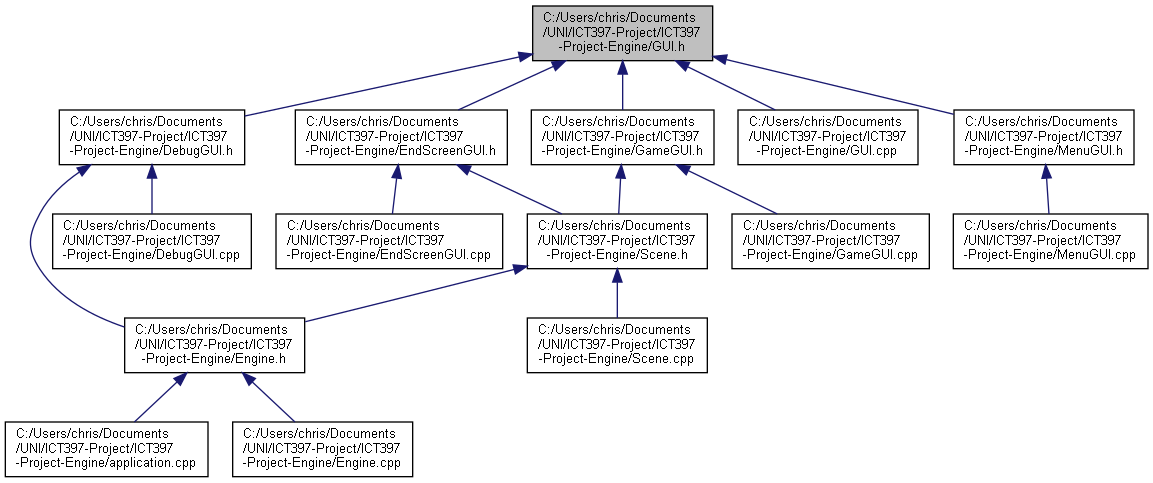 C:/Users/chris/Documents
/UNI/ICT397-Project/ICT397
-Project-Engine/GUI.h
C:/Users/chris/Documents
/UNI/ICT397-Project/ICT397
-Project-Engine/DebugGUI.h
C:/Users/chris/Documents
/UNI/ICT397-Project/ICT397
-Project-Engine/EndScreenGUI.h
C:/Users/chris/Documents
/UNI/ICT397-Project/ICT397
-Project-Engine/GameGUI.h
C:/Users/chris/Documents
/UNI/ICT397-Project/ICT397
-Project-Engine/GUI.cpp
C:/Users/chris/Documents
/UNI/ICT397-Project/ICT397
-Project-Engine/MenuGUI.h
C:/Users/chris/Documents
/UNI/ICT397-Project/ICT397
-Project-Engine/DebugGUI.cpp
C:/Users/chris/Documents
/UNI/ICT397-Project/ICT397
-Project-Engine/EndScreenGUI.cpp
C:/Users/chris/Documents
/UNI/ICT397-Project/ICT397
-Project-Engine/Scene.h
C:/Users/chris/Documents
/UNI/ICT397-Project/ICT397
-Project-Engine/GameGUI.cpp
C:/Users/chris/Documents
/UNI/ICT397-Project/ICT397
-Project-Engine/MenuGUI.cpp
C:/Users/chris/Documents
/UNI/ICT397-Project/ICT397
-Project-Engine/Engine.h
C:/Users/chris/Documents
/UNI/ICT397-Project/ICT397
-Project-Engine/Scene.cpp
C:/Users/chris/Documents
/UNI/ICT397-Project/ICT397
-Project-Engine/application.cpp
C:/Users/chris/Documents
/UNI/ICT397-Project/ICT397
-Project-Engine/Engine.cpp